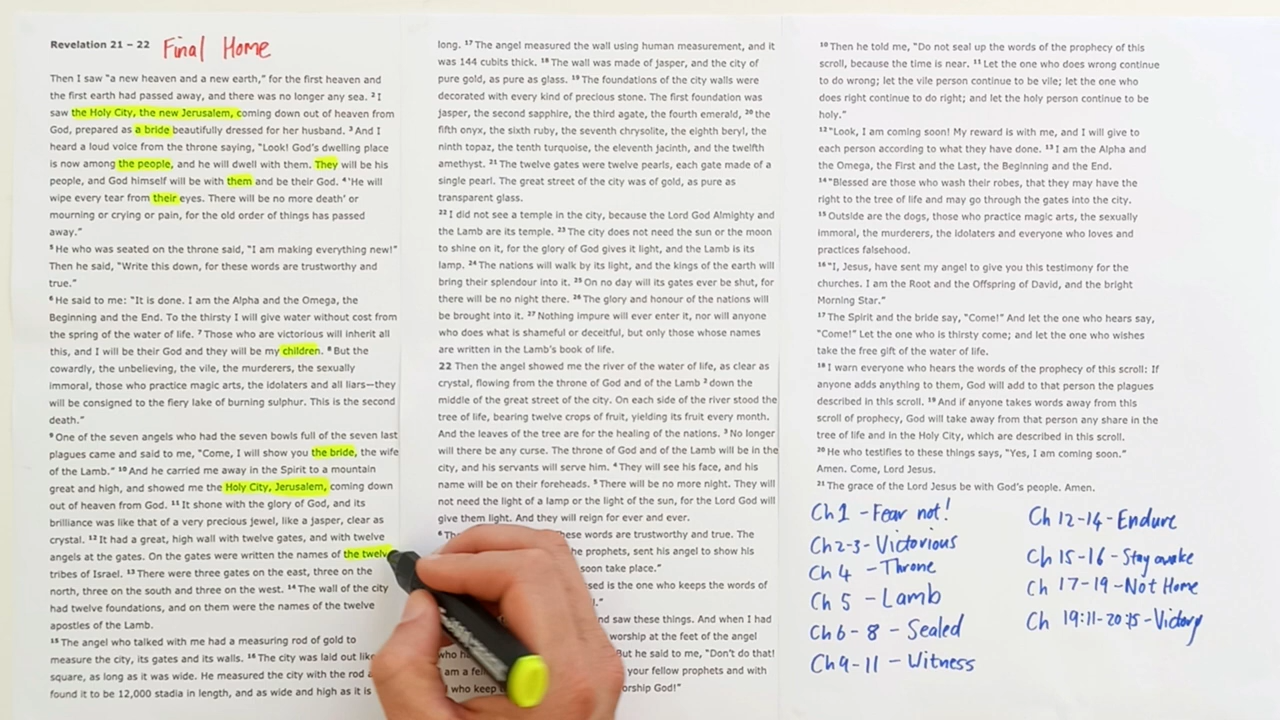 Revelation 21 – 22 Final Home
Then I saw “a new heaven and a new earth,” for the first heaven and
the first earth had passed away, and there was no longer any sea. 2 I
saw the Holy City, the new Jerusalem, coming down out of heaven from
God, prepared as a bride beautifully dressed for her husband. 3 And I
heard a loud voice from the throne saying, “Look! God’s dwelling place
is now among the people, and he will dwell with them. They will be his
people, and God himself will be with them and be their God. 4 ‘He will
wipe every tear from their eyes. There will be no more death’ or
mourning or crying or pain, for the old order of things has passed
away.”
5 He who was seated on the throne said, “I am making everything new!”
Then he said, “Write this down, for these words are trustworthy and
true.”
6 He said to me: “It is done. I am the Alpha and the Omega, the
Beginning and the End. To the thirsty I will give water without cost from
the spring of the water of life. 7 Those who are victorious will inherit all
this, and I will be their God and they will be my children. 8 But the
cowardly, the unbelieving, the vile, the murderers, the sexually
immoral, those who practise magic arts, the idolaters and all liars—they
will be consigned to the fiery lake of burning sulphur. This is the second
death.”
9 One of the seven angels who had the seven bowls full of the seven last
plagues came and said to me, “Come, I will show you the bride, the wife
of the Lamb.” 10 And he carried me away in the Spirit to a mountain
great and high, and showed me the Holy City, Jerusalem, coming down
out of heaven from God. 11 It shone with the glory of God, and its
brilliance was like that of a very precious jewel, like a jasper, clear as
crystal. 12 It had a great, high wall with twelve gates, and with twelve
angels at the gates. On the gates were written the names of the twelve
tribes of Israel. 13 There were three gates on the east, three on the
north, three on the south and three on the west. 14 The wall of the city
had twelve foundations, and on them were the names of the twelve
apostles of the Lamb.
15 The angel who talked with me had a measuring rod of gold to
measure the city, its gates and its walls. 16 The city was laid out like
square, as long as it was wide. He measured the city with the rod
found it to be 12,000 stadia in length, and as wide and high as it is
long. 17 The angel measured the wall using human measurement, and it
was 144 cubits thick. 18 The wall was made of jasper, and the city of
pure gold, as pure as glass. 19 The foundations of the city walls were
decorated with every kind of precious stone. The first foundation was
jasper, the second sapphire, the third agate, the fourth emerald, 20 the
fifth onyx, the sixth ruby, the seventh chrysolite, the eighth beryl, the
ninth topaz, the tenth turquoise, the eleventh jacinth, and the twelfth
amethyst. 21 The twelve gates were twelve pearls, each gate made of a
single pearl. The great street of the city was of gold, as pure as
transparent glass.
22 I did not see a temple in the city, because the Lord God Almighty and
the Lamb are its temple. 23 The city does not need the sun or the moon
to shine on it, for the glory of God gives it light, and the Lamb is its
lamp. 24 The nations will walk by its light, and the kings of the earth will
bring their splendour into it. 25 On no day will its gates ever be shut, for
there will be no night there. 26 The glory and honour of the nations will
be brought into it. 27 Nothing impure will ever enter it, nor will anyone
who does what is shameful or deceitful, but only those whose names
are written in the Lamb’s book of life.
22 Then the angel showed me the river of the water of life, as clear as
crystal, flowing from the throne of God and of the Lamb 2 down the
middle of the great street of the city. On each side of the river stood the
tree of life, bearing twelve crops of fruit, yielding its fruit every month.
And the leaves of the tree are for the healing of the nations. 3 No longer
will there be any curse. The throne of God and of the Lamb will be in the
city, and his servants will serve him. 4 They will see his face, and his
name will be on their foreheads. 5 There will be no more night. They will
not need the light of a lamp or the light of the sun, for the Lord God will
give them light. And they will reign for ever and ever.
6 words are trustworthy and true. The
he prophets, sent his angel to show his
soon take place.”
is the one who keeps the words of
saw these things. And when I had
worship at the feet of the angel
But he said to me, “Don’t do that!
am a your fellow prophets and with
who keep God!”
10 Then he told me, “Do not seal up the words of the prophecy of this
scroll, because the time is near. 11 Let the one who does wrong continue
to do wrong; let the vile person continue to be vile; let the one who
does right continue to do right; and let the holy person continue to be
holy.”
12 “Look, I am coming soon! My reward is with me, and I will give to
each person according to what they have done. 13 I am the Alpha and
the Omega, the First and the Last, the Beginning and the End.
14 “Blessed are those who wash their robes, that they may have the
right to the tree of life and may go through the gates into the city.
15 Outside are the dogs, those who practise magic arts, the sexually
immoral, the murderers, the idolaters and everyone who loves and
practices falsehood.
16 “I, Jesus, have sent my angel to give you this testimony for the
churches. I am the Root and the Offspring of David, and the bright
Morning Star.”
17 The Spirit and the bride say, “Come!” And let the one who hears say,
“Come!” Let the one who is thirsty come; and let the one who wishes
take the free gift of the water of life.
18 I warn everyone who hears the words of the prophecy of this scroll: If
anyone adds anything to them, God will add to that person the plagues
described in this scroll. 19 And if anyone takes words away from this
scroll of prophecy, God will take away from that person any share in the
tree of life and in the Holy City, which are described in this scroll.
20 He who testifies to these things says, “Yes, I am coming soon.”
Amen. Come, Lord Jesus.
21 The grace of the Lord Jesus be with God’s people. Amen.
Ch 1 - Fear not!
Ch 2-3 - Victorious
Ch 4 - Throne
Ch 5 - Lamb
Ch 6 - 8 - Sealed
Ch 9 - 11 - Witness
Ch 12-14 - Endure
Ch 15-16 - Stay awake
Ch 17-19 - Not Home
Ch 19:11-20:15 - Victory